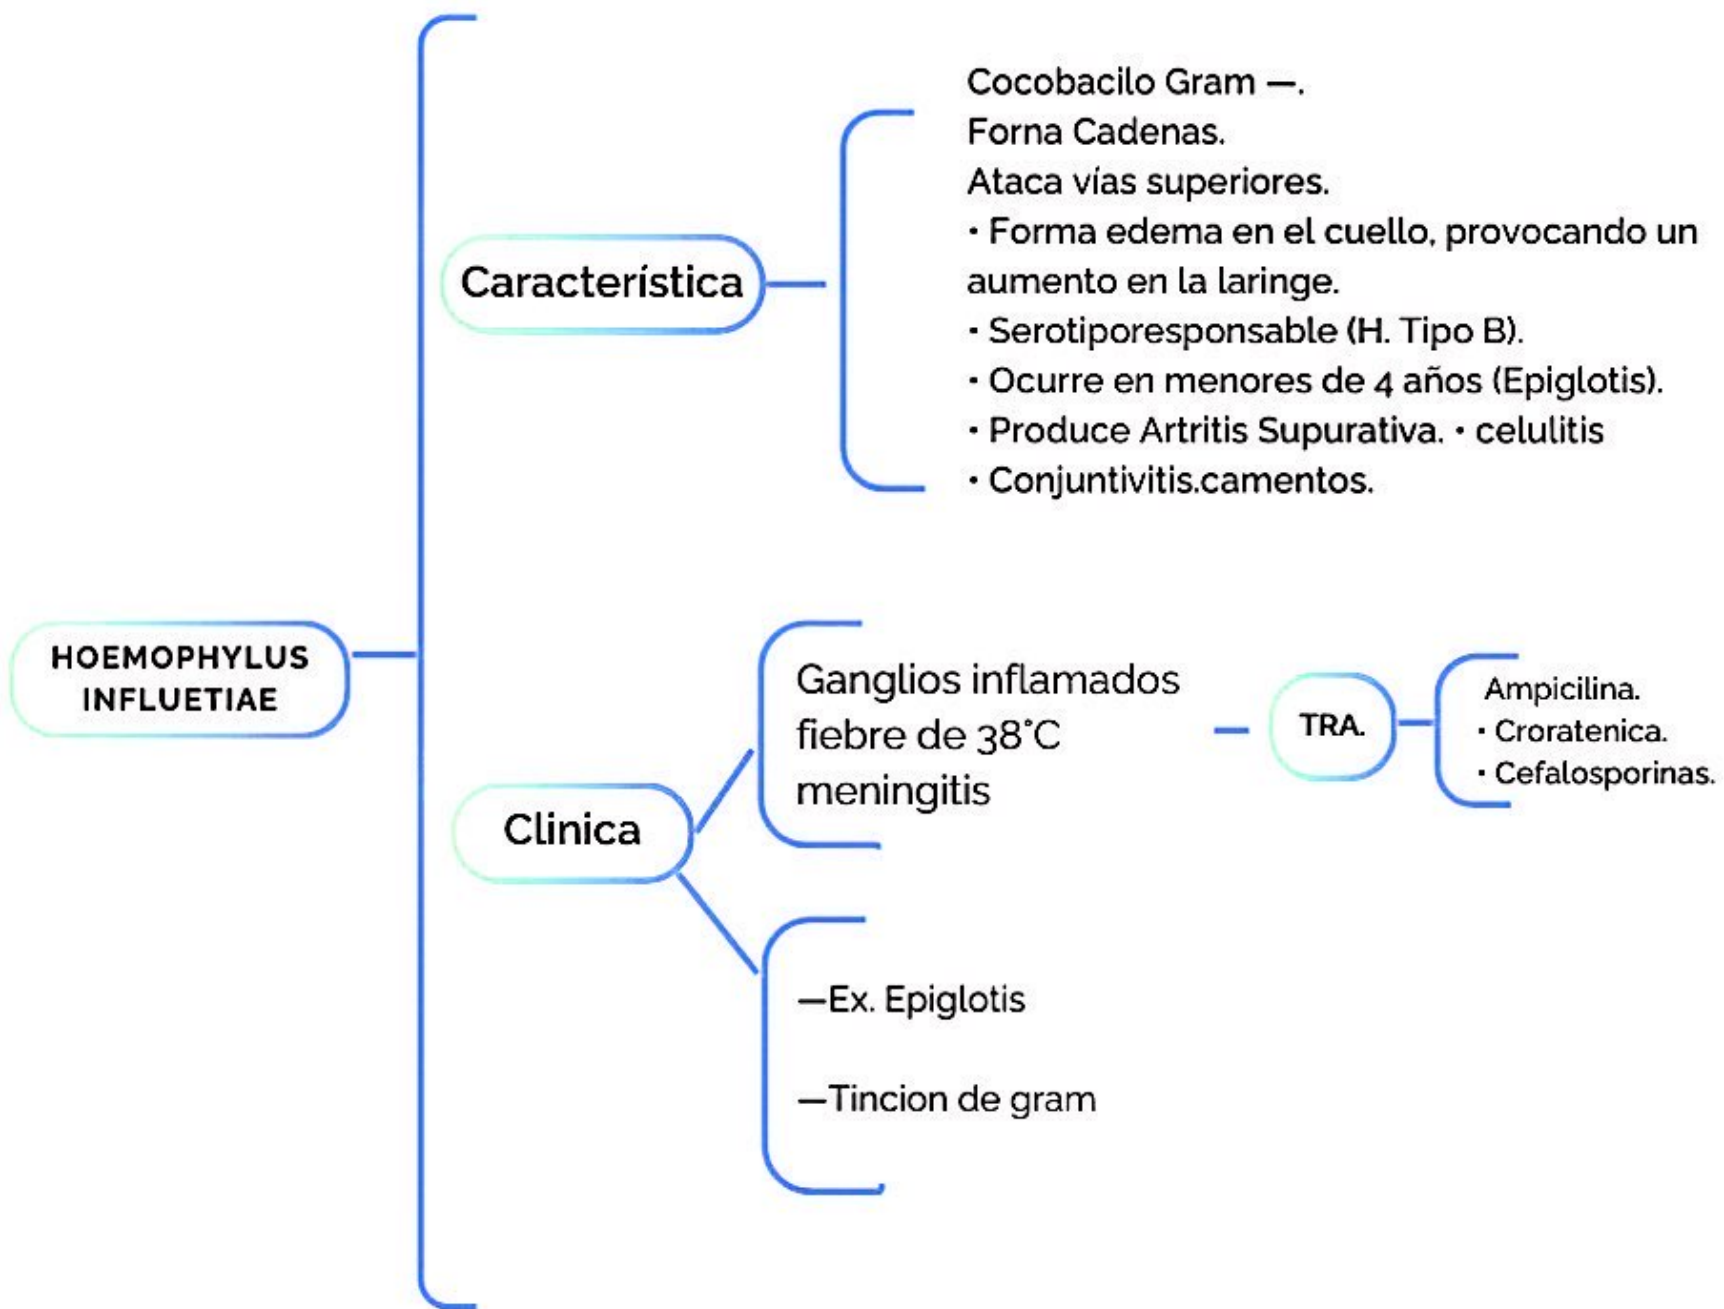 HOEMOPHYLUS
INFLUETIAE
Característica
Cocobacilo Gram —.
Forna Cadenas.
Ataca vías superiores.
• Forma edema en el cuello, provocando un
aumento en la laringe.
• Serotiporesponsable (H. Tipo B).
• Ocurre en menores de 4 años (Epiglotis).
• Produce Artritis Supurativa. • celulitis
• Conjuntivitis.camentos.
Clinica
Ganglios inflamados
fiebre de 38°C
meningitis
TRA.
Ampicilina.
• Croratenica.
• Cefalosporinas.
—Ex. Epiglotis
—Tincion de gram